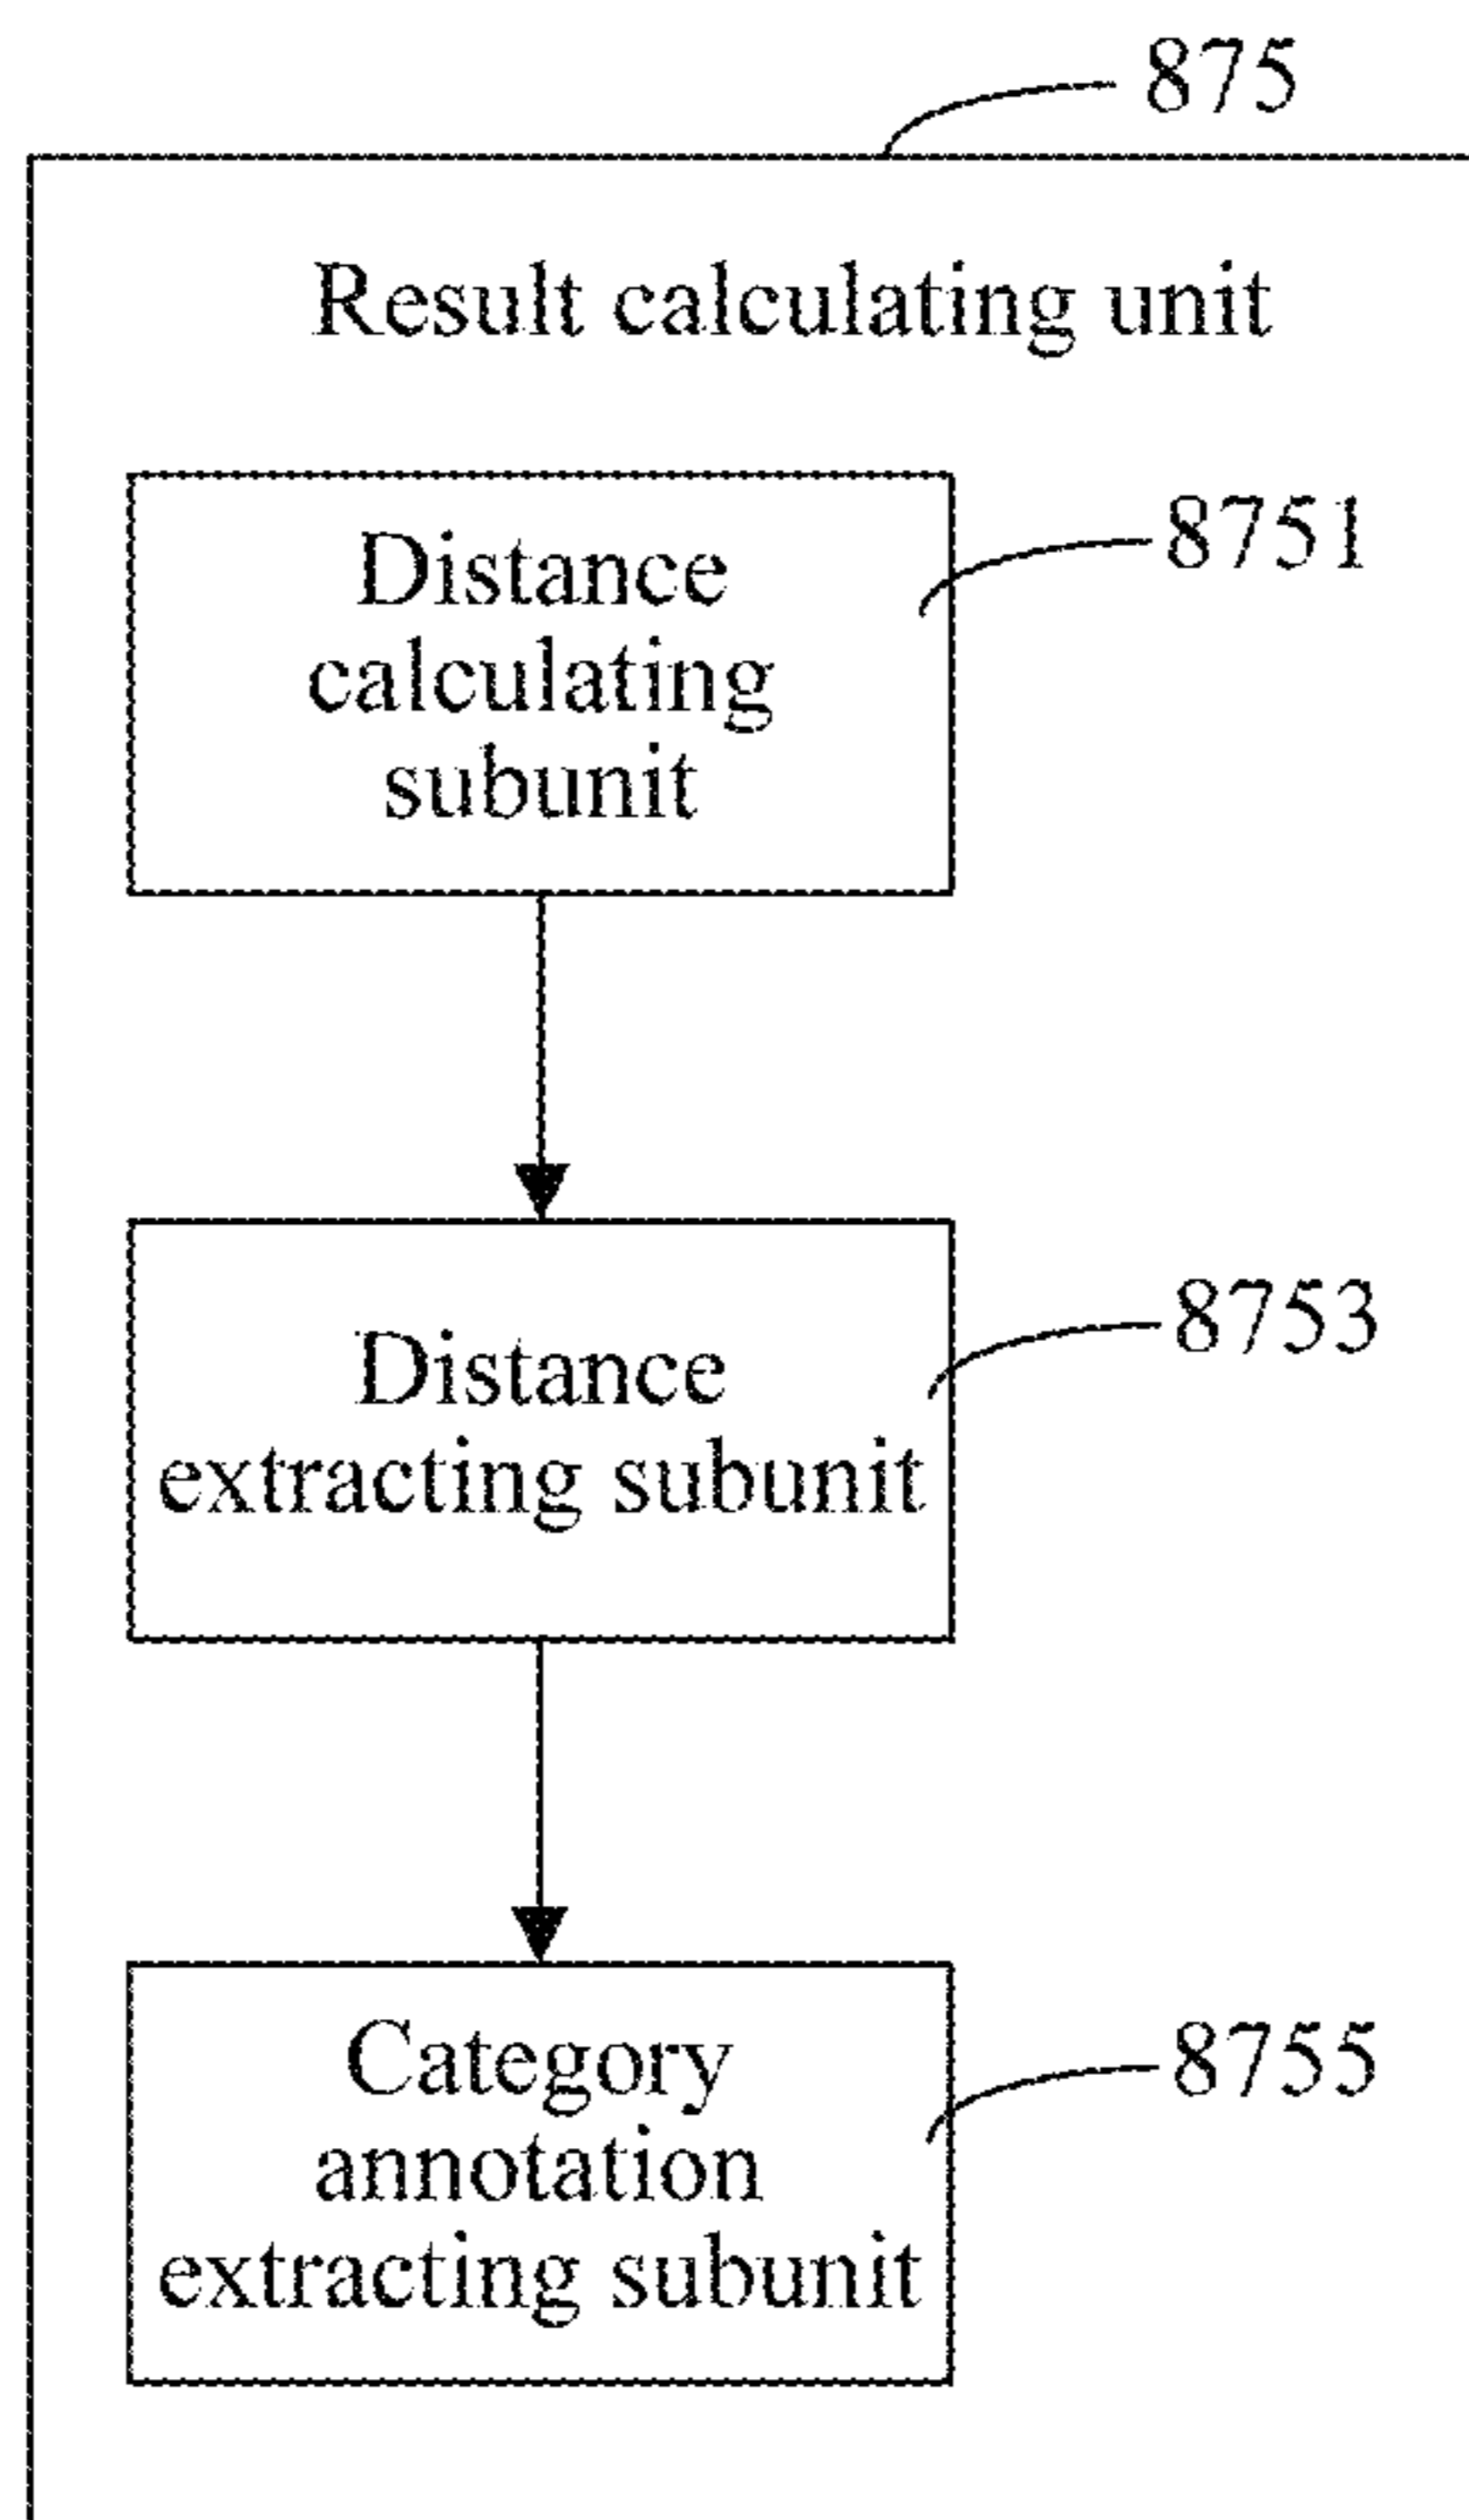 875
Result calculating unit
Distance
calculating
subunit
8751
Distance
extracting subunit
8753
Category
annotation
extracting subunit
8755